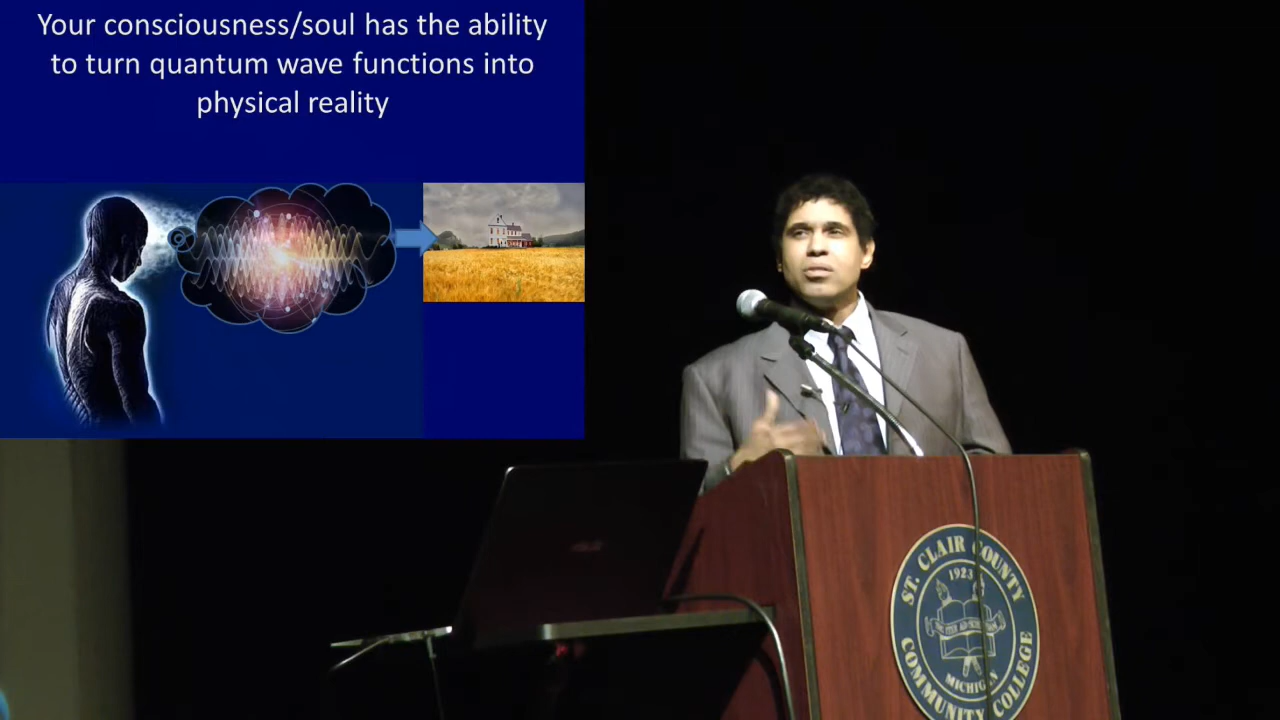 Your consciousness/soul has the ability
to turn quantum wave functions into
physical reality
ST. CLAIR COUNTY
1923
MICHIGAN
COMMUNITY COLLEGE